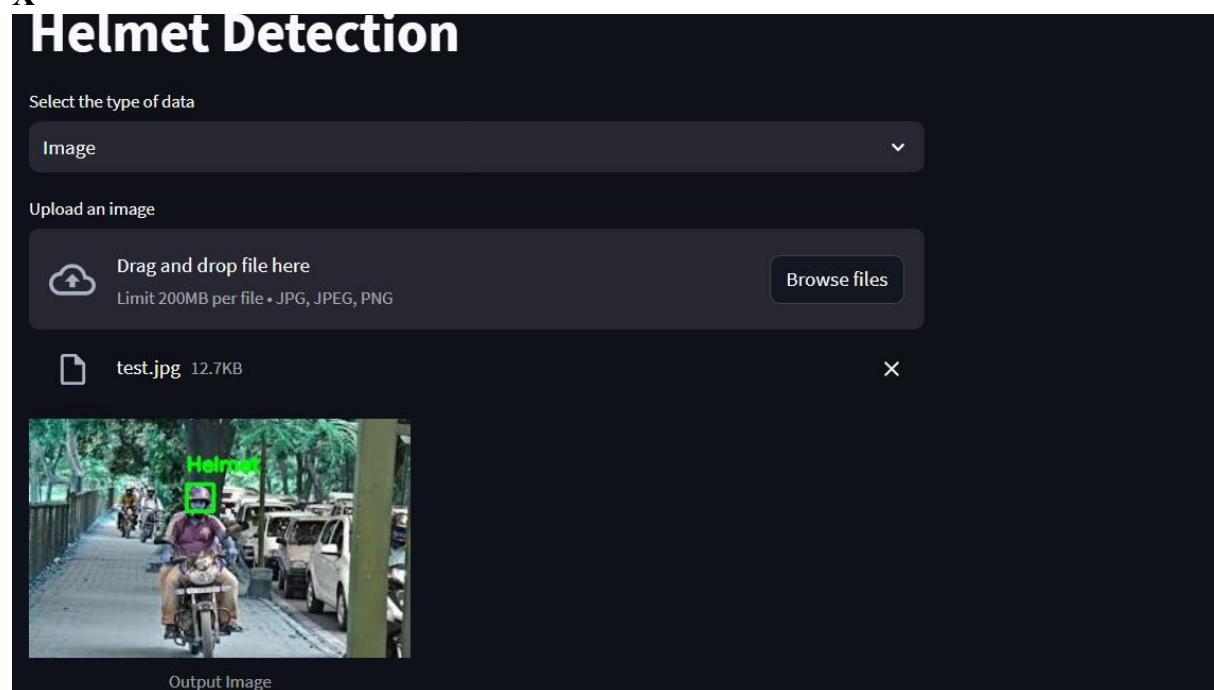 X
Helmet Detection
Select the type of data
Image
Upload an image
Drag and drop file here
Limit 200MB per file • JPG, JPEG, PNG
Browse files
test.jpg 12.7KB
Helmet
Output Image